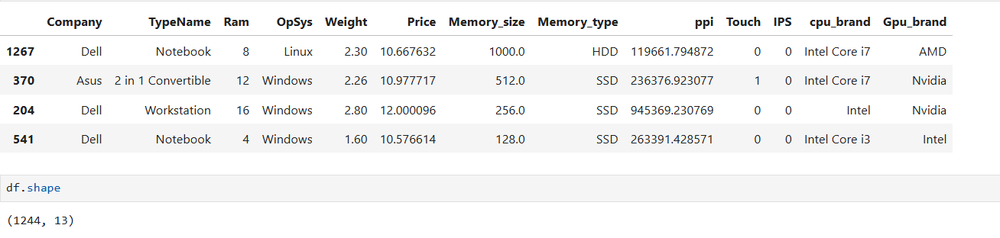 Company TypeName Ram OpSys Weight Price Memory_size Memory_type ppi Touch IPS cpu_brand Gpu_brand
1267 Dell Notebook 8 Linux 2.30 10.667632 1000.0 HDD 119661.794872 0 0 Intel Core i7 AMD
370 Asus 2 in 1 Convertible 12 Windows 2.26 10.977717 512.0 SSD 236376.923077 1 0 Intel Core i7 Nvidia
204 Dell Workstation 16 Windows 2.80 12.000096 256.0 SSD 945369.230769 0 0 Intel Nvidia
541 Dell Notebook 4 Windows 1.60 10.576614 128.0 SSD 263391.428571 0 0 Intel Core i3 Intel
df.shape
(1244, 13)